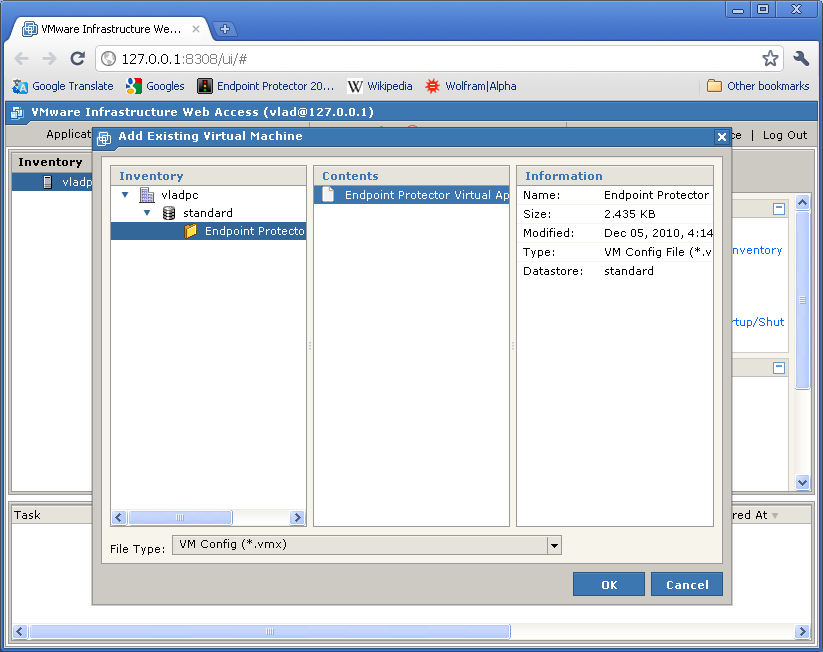 VMware Infrastructure We...
127.0.0.1:8308/ui/#
Google Translate Googles Endpoint Protector 20... Wikipedia Wolfram|Alpha Other bookmarks
VMware Infrastructure Web Access (vlad@127.0.0.1)
Applicat ce | Log Out
Add Existing Virtual Machine
Inventory
vladp
Inventory Contents Information
vladpc
standard
Endpoint Protecto
Endpoint Protector Virtual Ap
Name: Endpoint Protector
Size: 2.435 KB
Modified: Dec 05, 2010, 4:14
Type: VM Config File (*.v
Datastore: standard
nventory
rtup/Shut
File Type: VM Config (*.vmx)
OK Cancel
Task red At